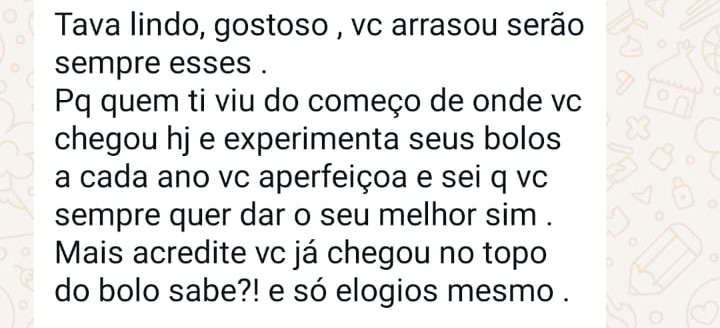 Tava lindo, gostoso , vc arrasou serão
sempre esses .
Pq quem ti viu do começo de onde vc
chegou hj e experimenta seus bolos
a cada ano vc aperfeiçoa e sei q vc
sempre quer dar o seu melhor sim .
Mais acredite vc já chegou no topo
do bolo sabe?! e só elogios mesmo .